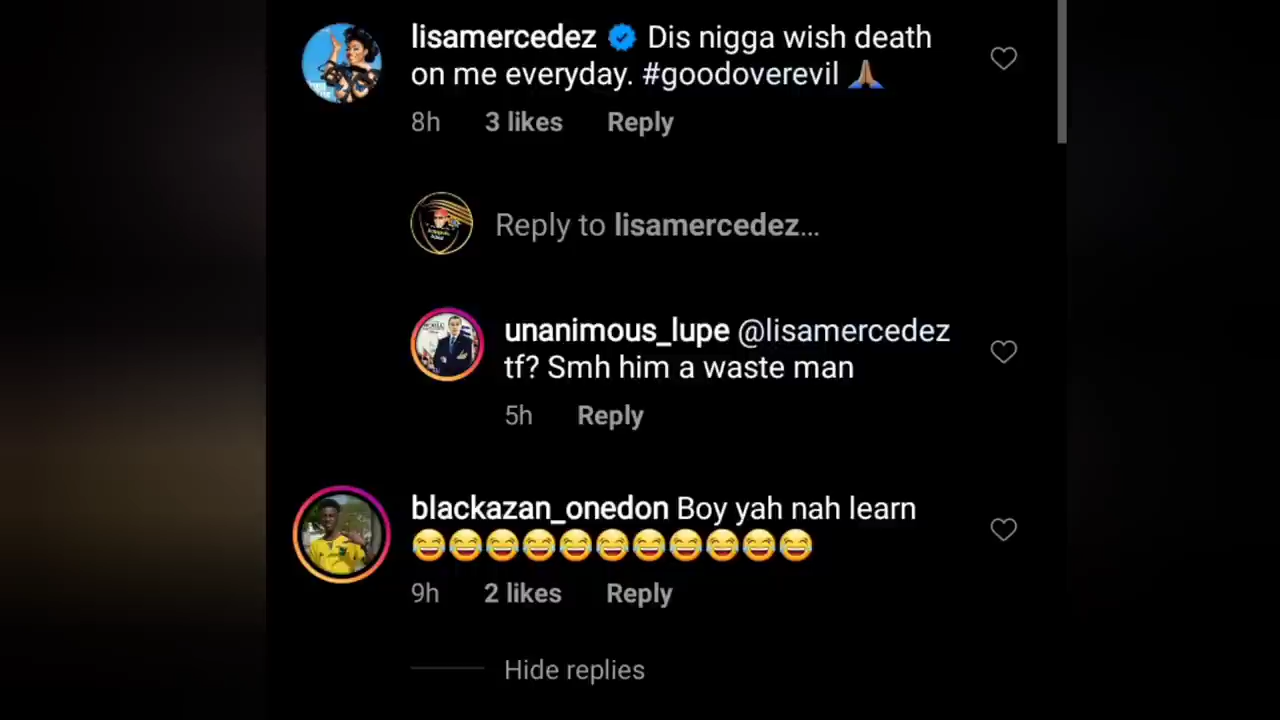 lisamercedez Dis nigga wish death
on me everyday. #goodoverevil 🙏🏽
8h 3 likes Reply
Reply to lisamercedez...
unanimous_lupe @lisamercedez
tf? Smh him a waste man
5h Reply
blackazan_onedon Boy yah nah learn
😂😂😂😂😂😂😂😂😂😂😂
9h 2 likes Reply
Hide replies